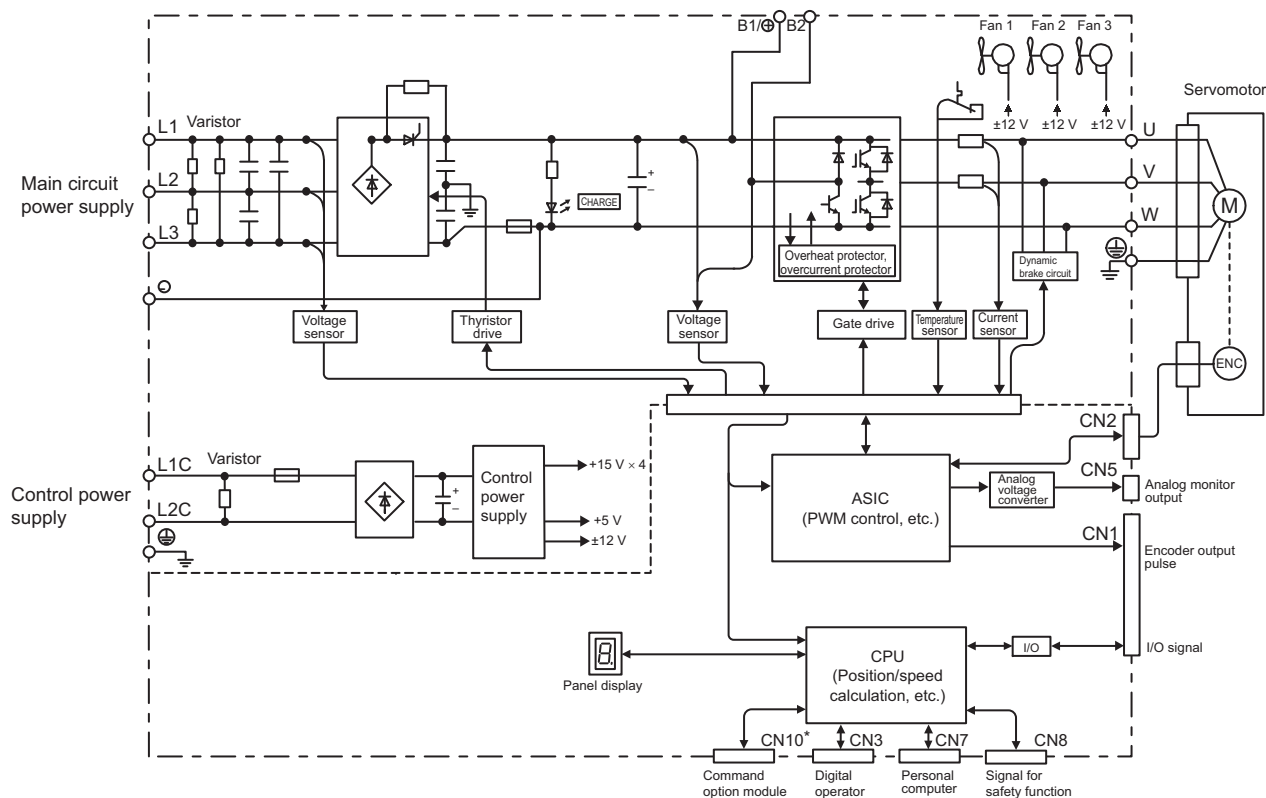 B1/⊕
B2
Fan 1
Fan 2
Fan 3
±12 V
±12 V
±12 V
Servomotor
Main circuit
power supply
L1
Varistor
L2
L3
⊖
CHARGE
+
–
Overheat protector,
overcurrent protector
U
V
W
M
ENC
Dynamic
brake circuit
Voltage
sensor
Thyristor
drive
Voltage
sensor
Gate drive
Temperature
sensor
Current
sensor
Control power
supply
L1C
Varistor
L2C
+
–
Control
power
supply
+15 V × 4
+5 V
±12 V
ASIC
(PWM control, etc.)
Analog
voltage
converter
CN2
CN5
Analog monitor
output
CN1
Encoder output
pulse
I/O
I/O signal
CPU
(Position/speed
calculation, etc.)
8.
Panel display
CN10*
CN3
CN7
CN8
Command
option module
Digital
operator
Personal
computer
Signal for
safety function